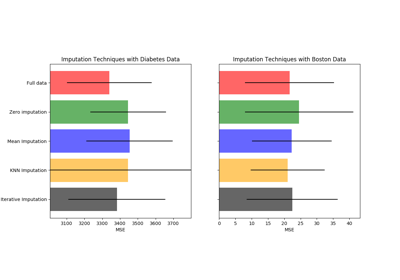 Imputation Techniques with Diabetes Data
Imputation Techniques with Boston Data
Full data
Zero imputation
Mean Imputation
KNN Imputation
Iterative Imputation
3100 3200 3300 3400 3500 3600 3700
0 5 10 15 20 25 30 35 40
MSE
MSE